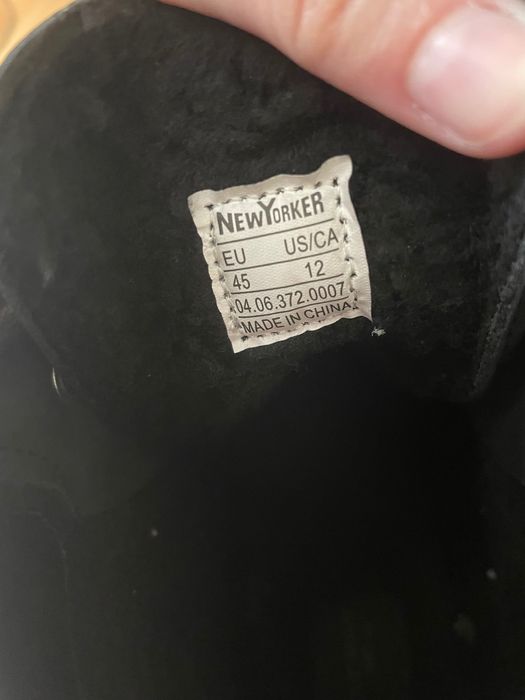 NEWYORKER
EU US/CA
45 12
04.06.372.0007
MADE IN CHINA